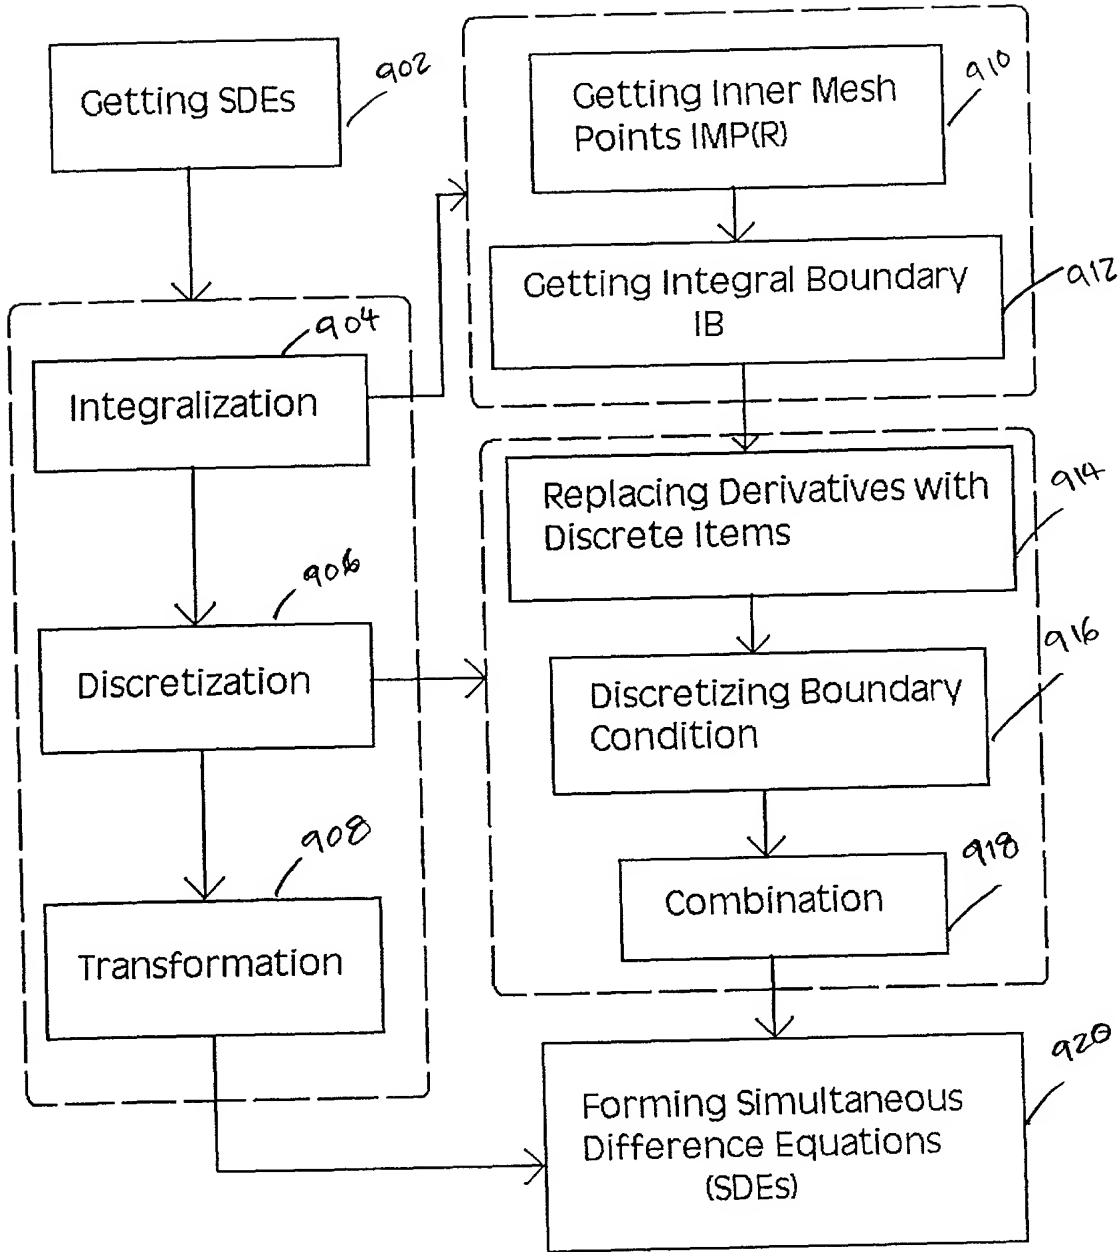 Getting SDEs
902
904
Integralization
906
Discretization
908
Transformation
910
Getting Inner Mesh
Points IMP(R)
Getting Integral Boundary
IB
912
914
Replacing Derivatives with
Discrete Items
916
Discretizing Boundary
Condition
918
Combination
920
Forming Simultaneous
Difference Equations
(SDEs)